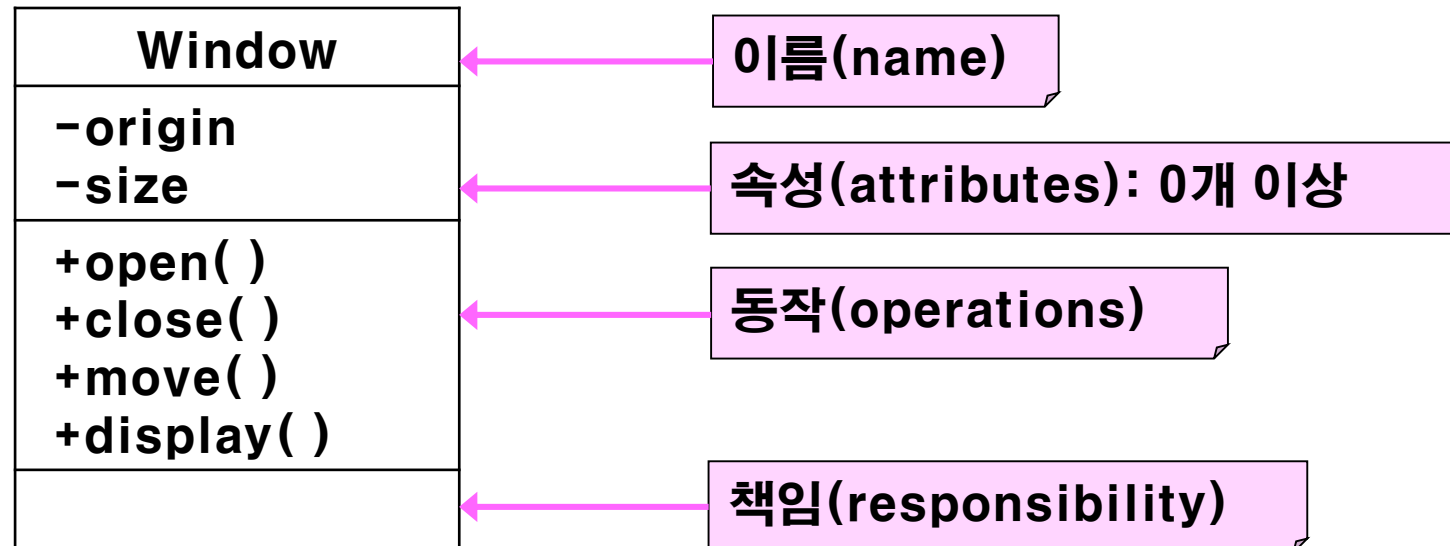 Window
이름(name)
-origin
-size
속성(attributes): 0개 이상
+open( )
+close( )
+move( )
+display( )
동작(operations)
책임(responsibility)